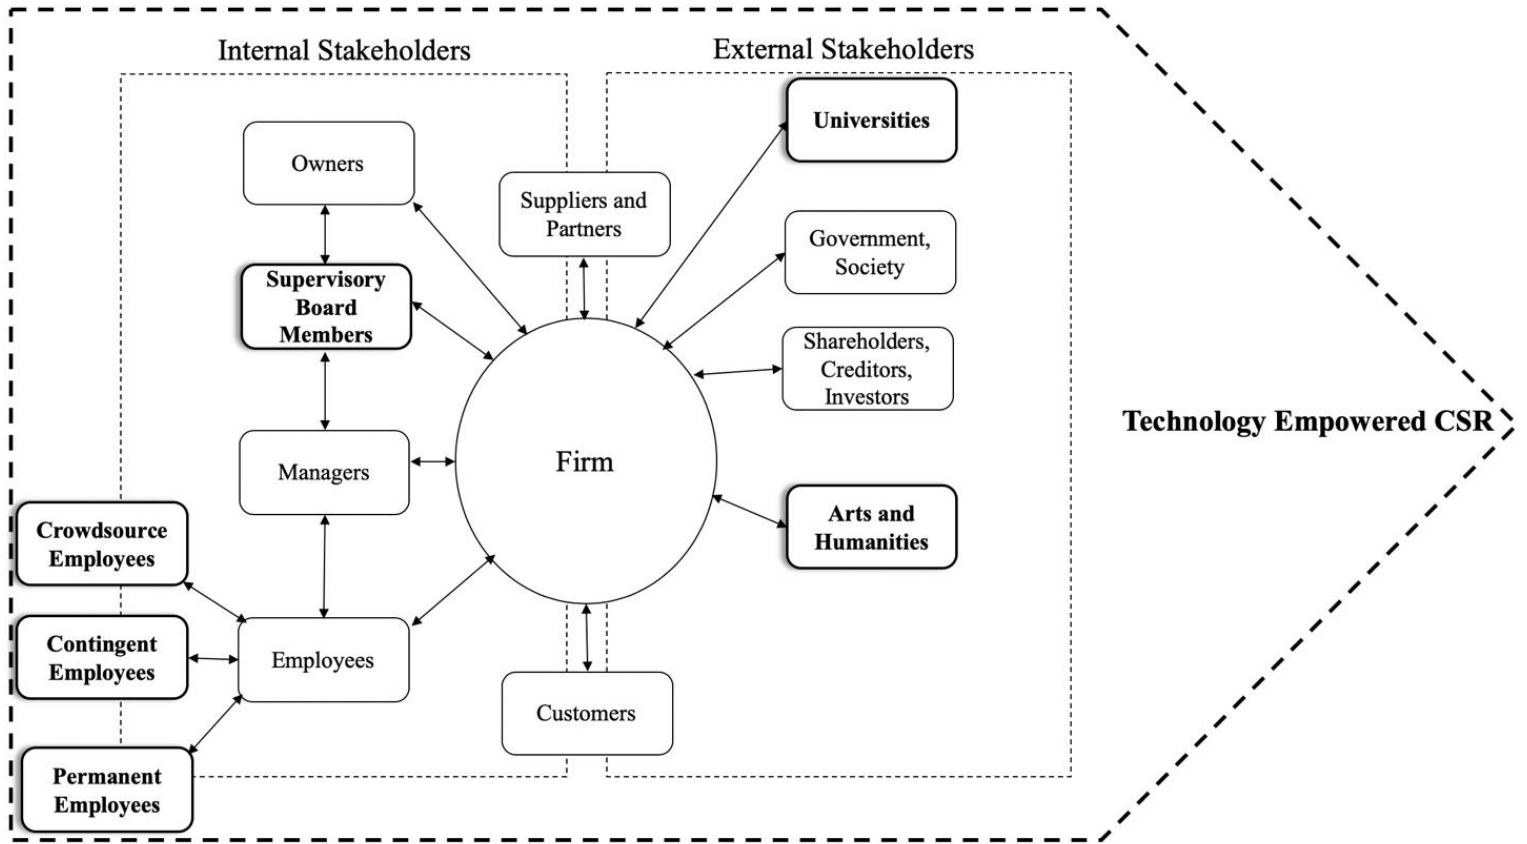 Internal Stakeholders
External Stakeholders
Universities
Owners
Suppliers and
Partners
Government,
Society
Supervisory
Board
Members
Shareholders,
Creditors,
Investors
Technology Empowered CSR
Firm
Managers
Crowdsource
Employees
Arts and
Humanities
Contingent
Employees
Employees
Customers
Permanent
Employees